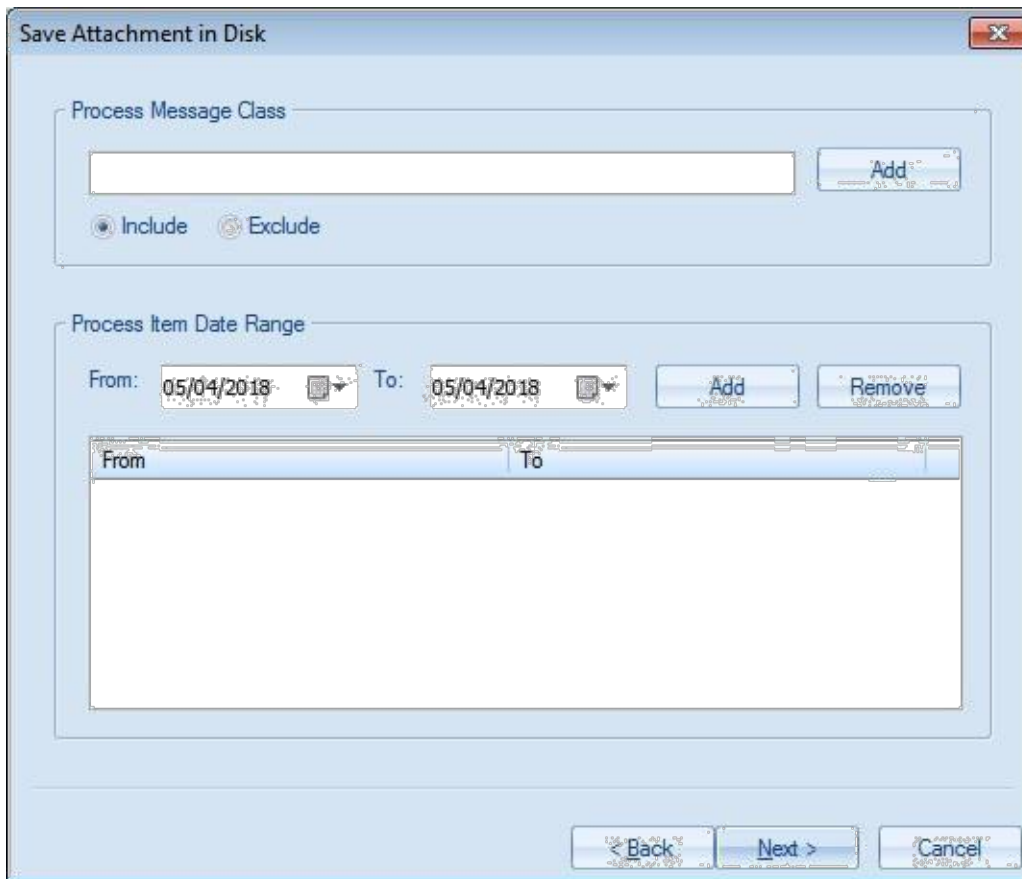 Save Attachment in Disk
Process Message Class
Add
Include Exclude
Process Item Date Range
From: 05/04/2018 To: 05/04/2018 Add Remove
From To
< Back Next > Cancel